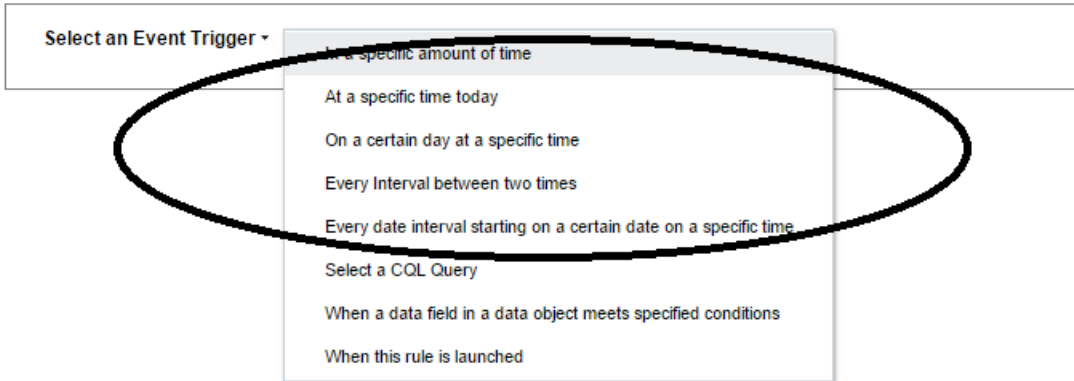 Select an Event Trigger
In a specific amount of time
At a specific time today
On a certain day at a specific time
Every Interval between two times
Every date interval starting on a certain date on a specific time
Select a CQL Query
When a data field in a data object meets specified conditions
When this rule is launched